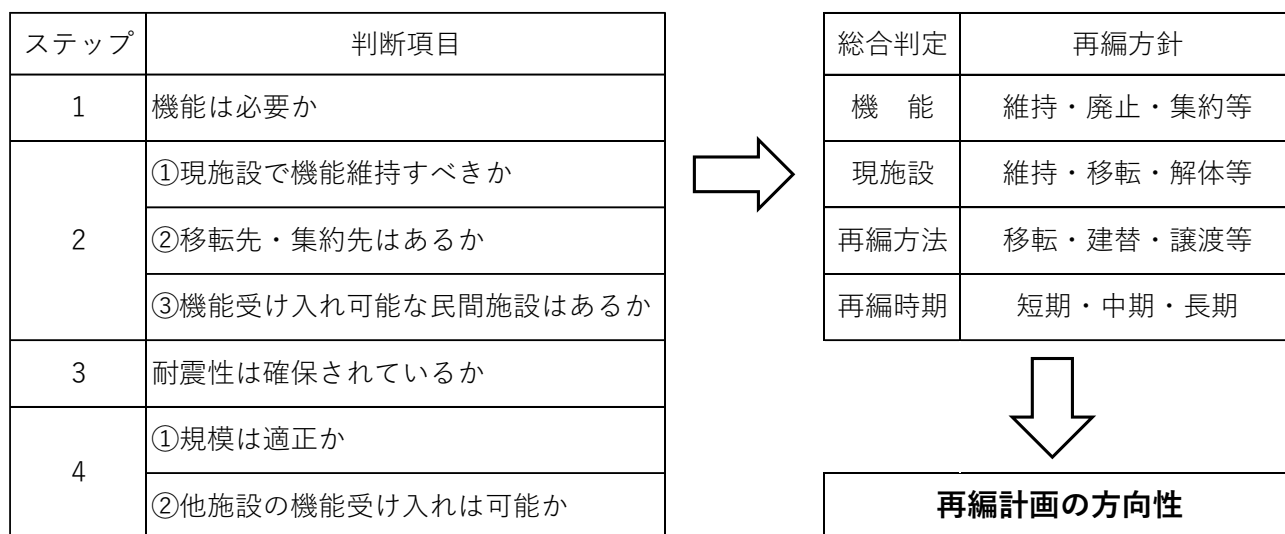 ステップ 判断項目
1 機能は必要か
2 ①現施設で機能維持すべきか
②移転先・集約先はあるか
③機能受け入れ可能な民間施設はあるか
3 耐震性は確保されているか
4 ①規模は適正か
②他施設の機能受け入れは可能か
総合判定 再編方針
機 能 維持・廃止・集約等
現施設 維持・移転・解体等
再編方法 移転・建替・譲渡等
再編時期 短期・中期・長期
再編計画の方向性